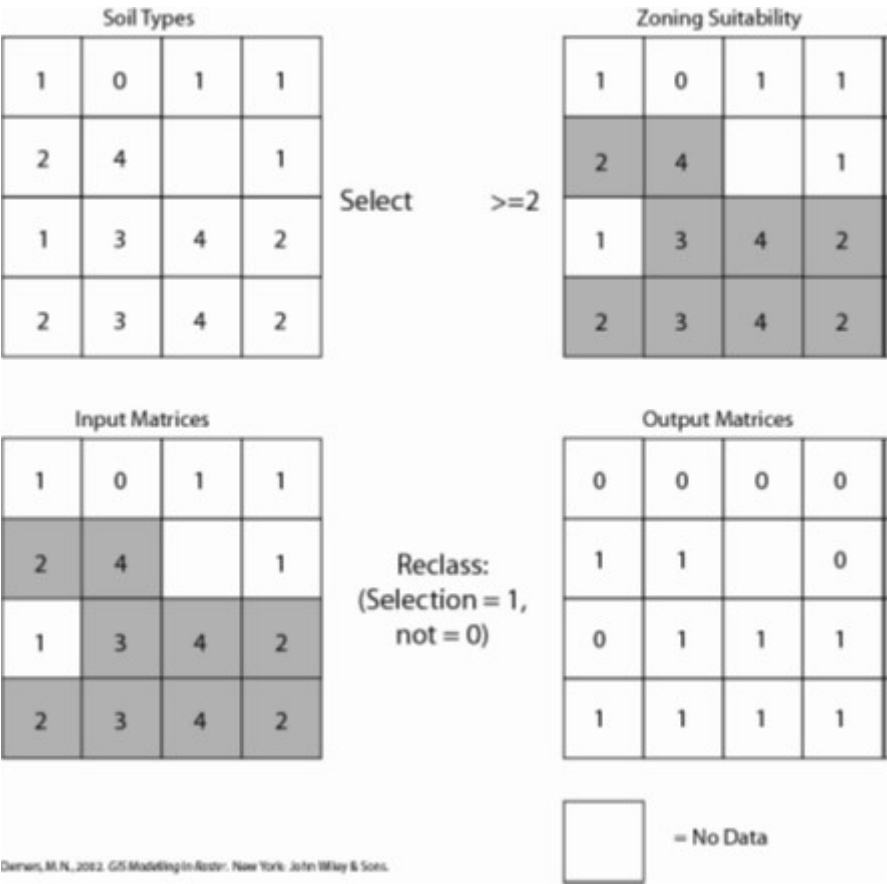 Soil Types
Zoning Suitability
1 0 1 1
2 4 1
1 3 4 2
2 3 4 2
Select >=2
1 0 1 1
2 4 1
1 3 4 2
2 3 4 2
Input Matrices
Output Matrices
1 0 1 1
2 4 1
1 3 4 2
2 3 4 2
Reclass:
(Selection = 1,
not = 0)
0 0 0 0
1 1 0
0 1 1 1
1 1 1 1
= No Data
Demers, M.N., 2002. GIS Modelling in Raster. New York: John Wiley & Sons.